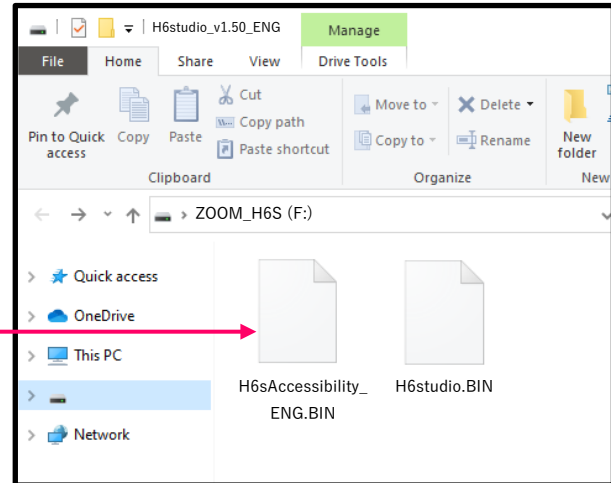 H6studio_v1.50_ENG
Manage
File Home Share View Drive Tools
Pin to Quick access
Copy
Paste
Cut
Copy path
Paste shortcut
Clipboard
Move to
Copy to
Delete
Rename
Organize
New folder
New
ZOOM_H6S (F:)
Quick access
OneDrive
This PC
Network
H6sAccessibility_
ENG.BIN
H6studio.BIN